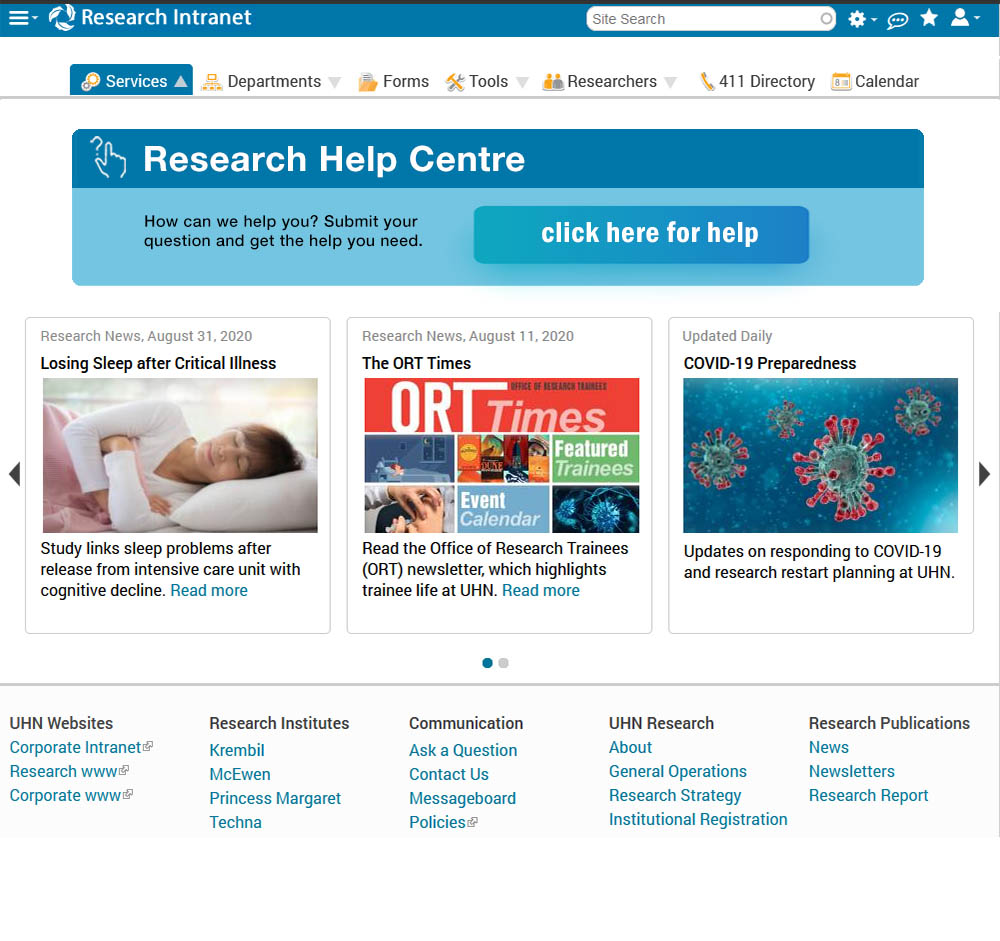 Research Intranet
Site Search
Services
Departments
Forms
Tools
Researchers
411 Directory
Calendar
Research Help Centre
How can we help you? Submit your
question and get the help you need.
click here for help
Research News, August 31, 2020
Losing Sleep after Critical Illness
Study links sleep problems after
release from intensive care unit with
cognitive decline. Read more
Research News, August 11, 2020
The ORT Times
OFFICE OF RESEARCH TRAINEES
ORT Times
Featured
Trainees
DUNE
Event
Calendar
Read the Office of Research Trainees
(ORT) newsletter, which highlights
trainee life at UHN. Read more
Updated Daily
COVID-19 Preparedness
Updates on responding to COVID-19
and research restart planning at UHN.
UHN Websites
Corporate Intranet
Research www
Corporate www
Research Institutes
Krembil
McEwen
Princess Margaret
Techna
Communication
Ask a Question
Contact Us
Messageboard
Policies
UHN Research
About
General Operations
Research Strategy
Institutional Registration
Research Publications
News
Newsletters
Research Report